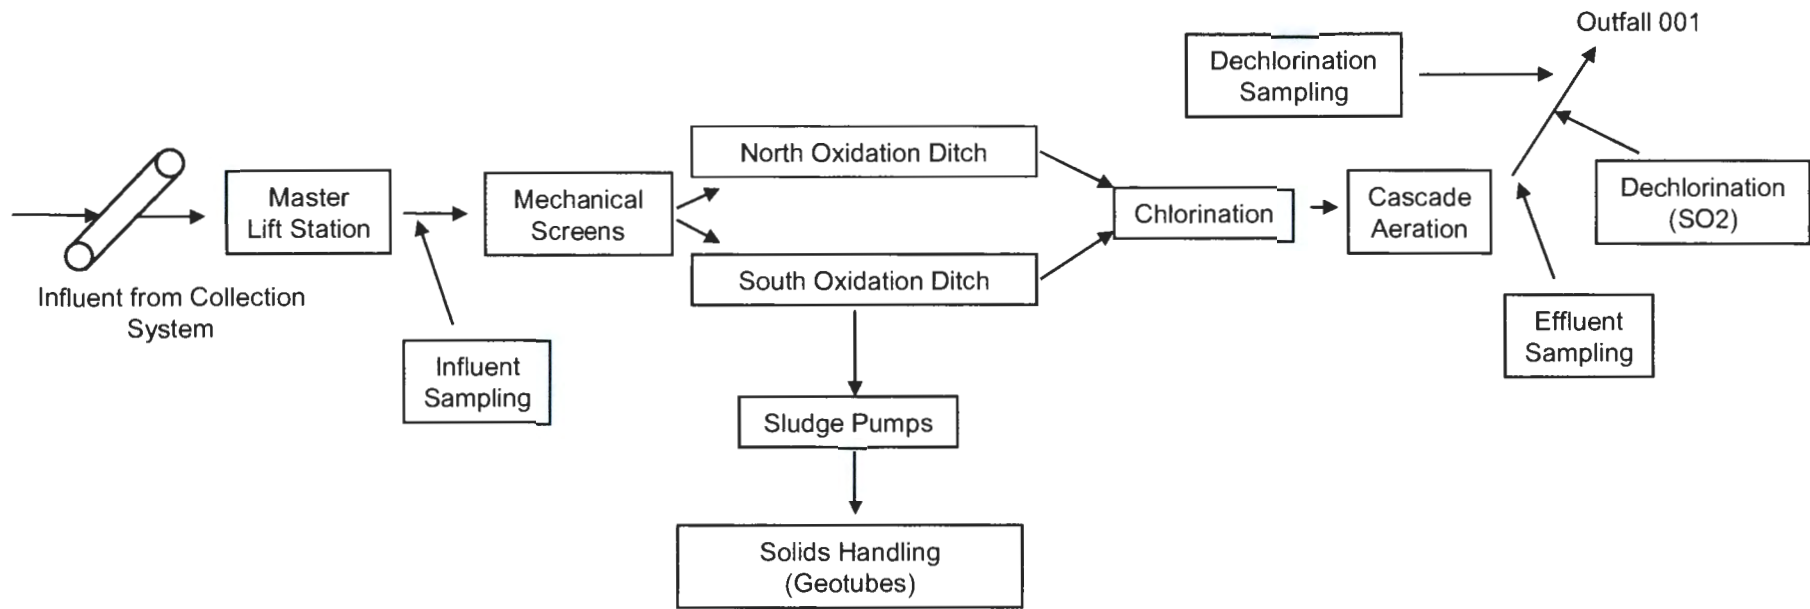 Outfall 001
Dechlorination
Sampling
North Oxidation Ditch
Master
Lift Station
Mechanical
Screens
Chlorination
Cascade
Aeration
Dechlorination
(SO2)
South Oxidation Ditch
Influent from Collection
System
Influent
Sampling
Effluent
Sampling
Sludge Pumps
Solids Handling
(Geotubes)